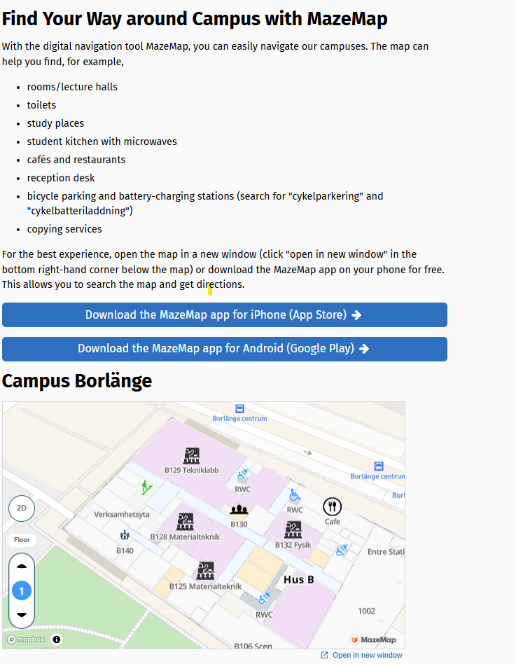 Find Your Way around Campus with MazeMap
With the digital navigation tool MazeMap, you can easily navigate our campuses. The map can
help you find, for example,
rooms/lecture halls
toilets
study places
student kitchen with microwaves
cafés and restaurants
reception desk
bicycle parking and battery-charging stations (search for "cykelparkering" and
"cykelbatteriladdning")
copying services
For the best experience, open the map in a new window (click "open in new window" in the
bottom right-hand corner below the map) or download the MazeMap app on your phone for free.
This allows you to search the map and get directions.
Download the MazeMap app for iPhone (App Store)
Download the MazeMap app for Android (Google Play)
Campus Borlänge
Borlänge centrum
B129 Tekniklabb
Borlänge centrum
RWC
RWC
Borl
2D
Verksamhetsyta
B130
Cafe
B128 Materialteknik
B132 Fysik
Floor
B140
Entre Stati
1
B125 Materialteknik
Hus B
RWC
1002
mapbox
MazeMap
B106 Scen
Open in new window